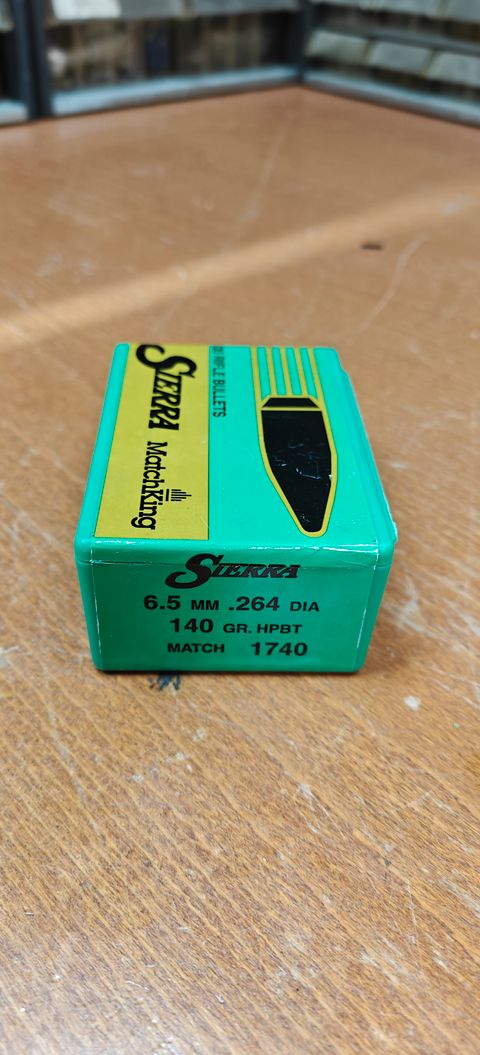 SIERRA
MatchKing
RIFLE BULLETS
SIERRA
6.5 MM .264 DIA
140 GR. HPBT
MATCH 1740